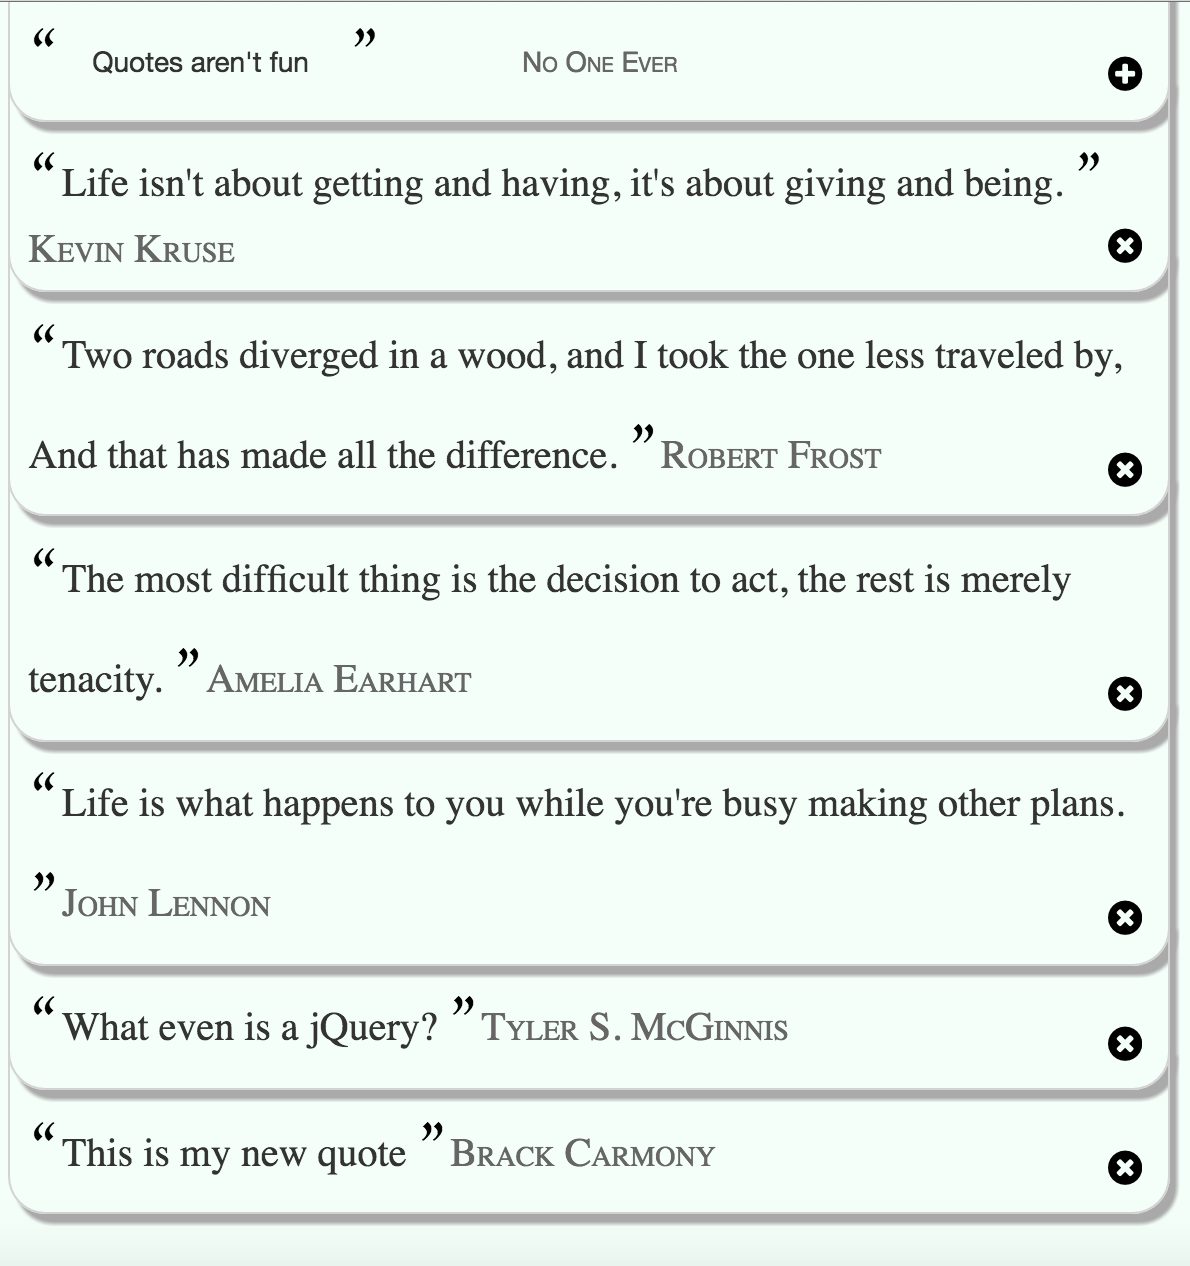 “ Quotes aren't fun ” No One Ever
“ Life isn't about getting and having, it's about giving and being. ”
Kevin Kruse
“ Two roads diverged in a wood, and I took the one less traveled by,
And that has made all the difference. ” Robert Frost
“ The most difficult thing is the decision to act, the rest is merely
tenacity. ” Amelia Earhart
“ Life is what happens to you while you're busy making other plans.
” John Lennon
“ What even is a jQuery? ” Tyler S. McGinnis
“ This is my new quote ” Brack Carmony